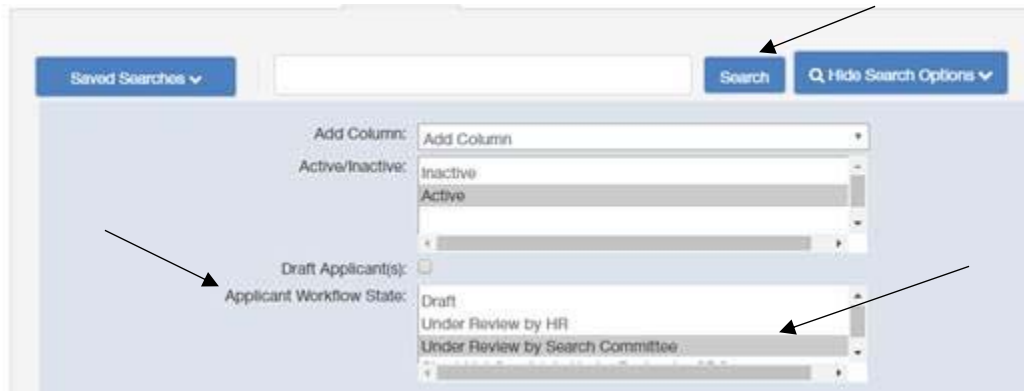 Saved Searches Search Hide Search Options
Add Column: Add Column
Active/Inactive: Inactive
Active
Draft Applicant(s):
Applicant Workflow State: Draft
Under Review by HR
Under Review by Search Committee